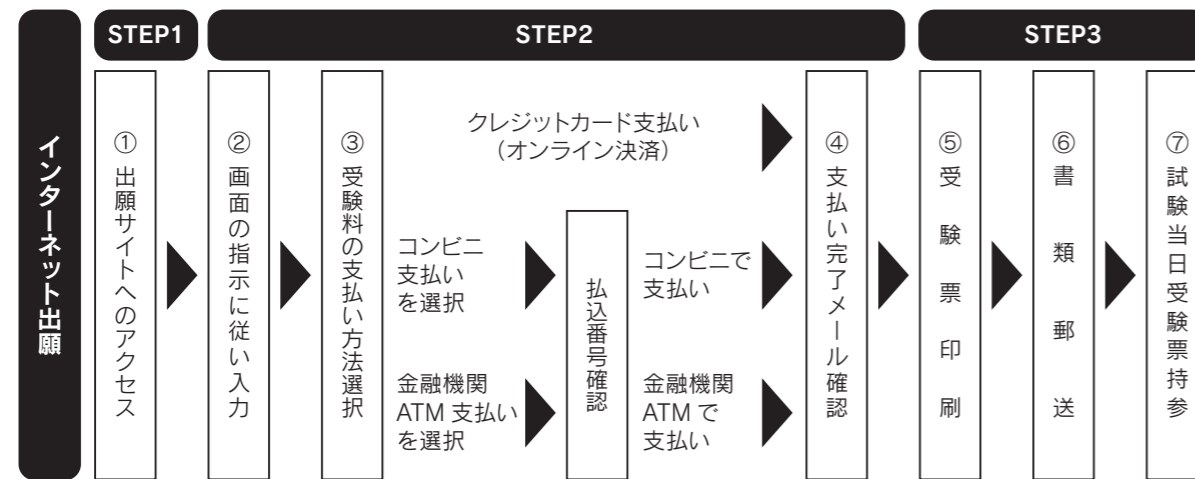 インターネット出願
STEP1
STEP2
STEP3
①出願サイトへのアクセス
②画面の指示に従い入力
③受験料の支払い方法選択
クレジットカード支払い
（オンライン決済）
コンビニ
支払い
を選択
金融機関
ATM 支払い
を選択
払込番号確認
コンビニで
支払い
金融機関
ATM で
支払い
④支払い完了メール確認
⑤受験票印刷
⑥書類郵送
⑦試験当日受験票持参